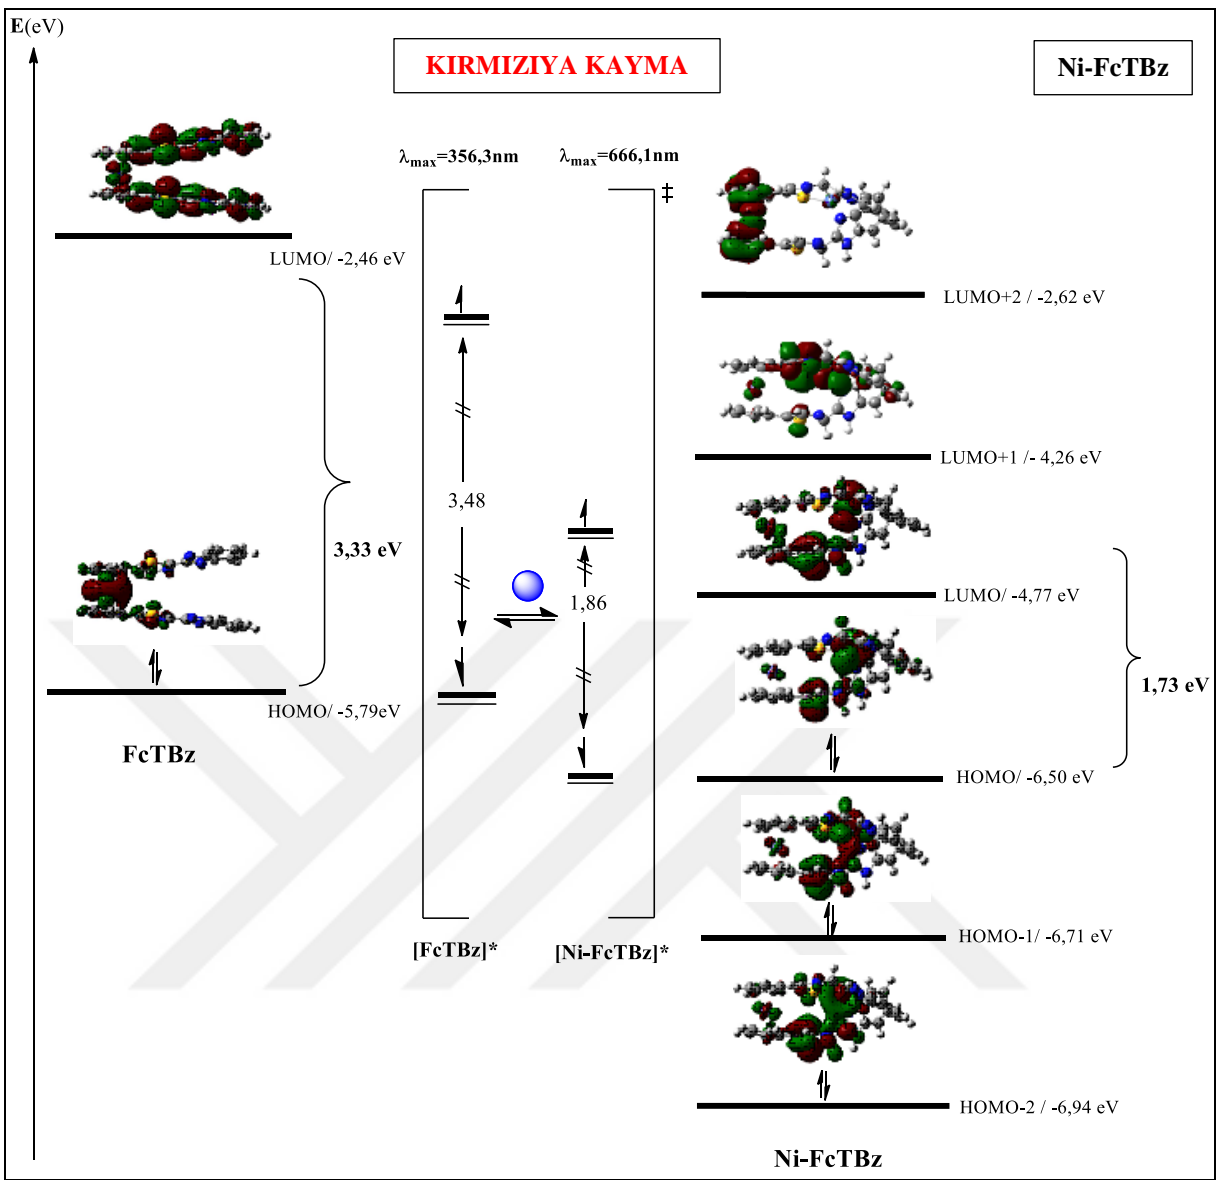 E(eV)
KIRMIZIYA KAYMA
Ni-FcTBz
λmax=356,3nm
λmax=666,1nm
‡
LUMO/ -2,46 eV
3,33 eV
HOMO/ -5,79eV
FcTBz
3,48
1,86
[FcTBz]*
[Ni-FcTBz]*
LUMO+2 / -2,62 eV
LUMO+1 /- 4,26 eV
LUMO/ -4,77 eV
1,73 eV
HOMO/ -6,50 eV
HOMO-1/ -6,71 eV
HOMO-2 / -6,94 eV
Ni-FcTBz